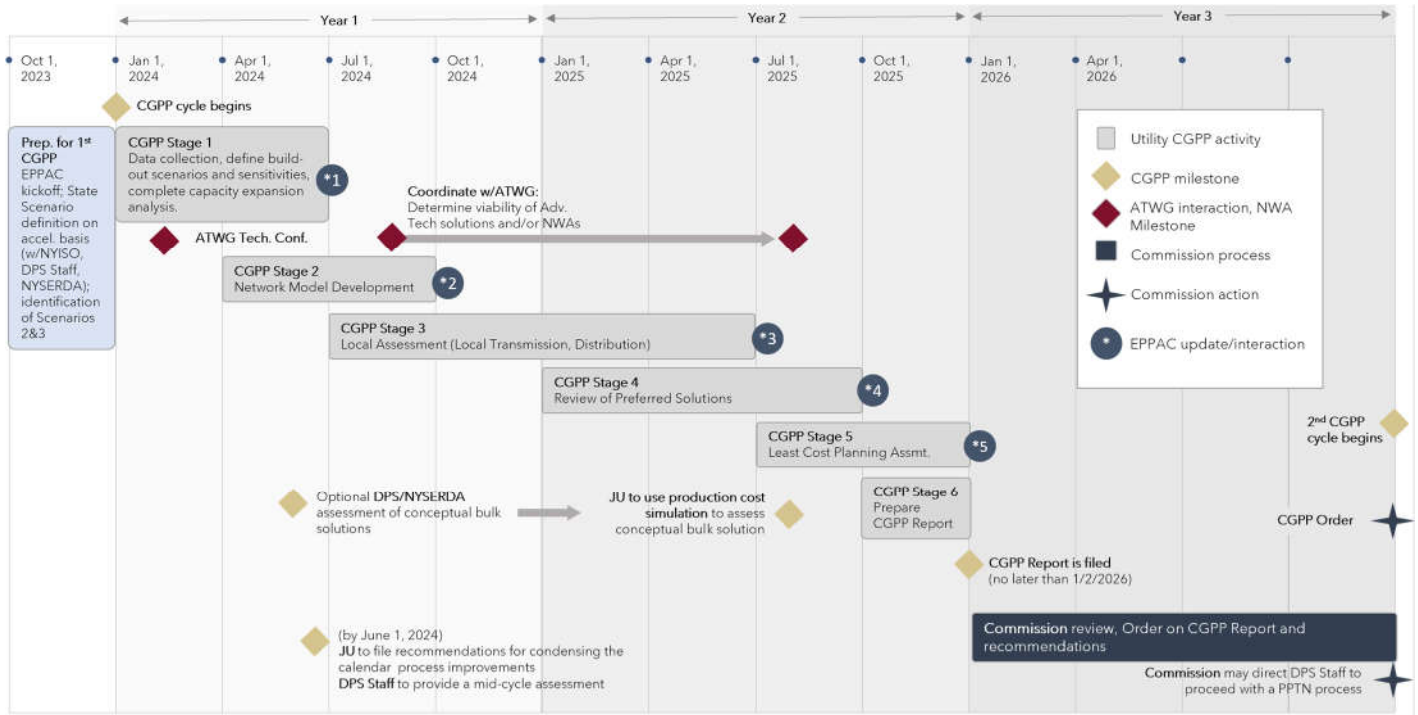 Year 1
Year 2
Year 3
Oct 1,
2023
Jan 1,
2024
Apr 1,
2024
Jul 1,
2024
Oct 1,
2024
Jan 1,
2025
Apr 1,
2025
Jul 1,
2025
Oct 1,
2025
Jan 1,
2026
Apr 1,
2026
CGPP cycle begins
Prep. for 1st
CGPP
EPPAC
kickoff; State
Scenario
definition on
accel. basis
(w/NYISO,
DPS Staff,
NYSERDA);
identification
of Scenarios
2&3
CGPP Stage 1
Data collection, define build-
out scenarios and sensitivities,
complete capacity expansion
analysis.
*1
Coordinate w/ATWG:
Determine viability of Adv.
Tech solutions and/or NWAs
ATWG Tech. Conf.
CGPP Stage 2
Network Model Development
*2
CGPP Stage 3
Local Assessment (Local Transmission, Distribution)
*3
CGPP Stage 4
Review of Preferred Solutions
*4
CGPP Stage 5
Least Cost Planning Assmt.
*5
CGPP Stage 6
Prepare
CGPP Report
Utility CGPP activity
CGPP milestone
ATWG interaction, NWA
Milestone
Commission process
Commission action
*
EPPAC update/interaction
2nd CGPP
cycle begins
Optional DPS/NYSERDA
assessment of conceptual bulk
solutions
JU to use production cost
simulation to assess
conceptual bulk solution
CGPP Order
CGPP Report is filed
(no later than 1/2/2026)
(by June 1, 2024)
JU to file recommendations for condensing the
calendar process improvements
DPS Staff to provide a mid-cycle assessment
Commission review, Order on CGPP Report and
recommendations
Commission may direct DPS Staff to
proceed with a PPTN process